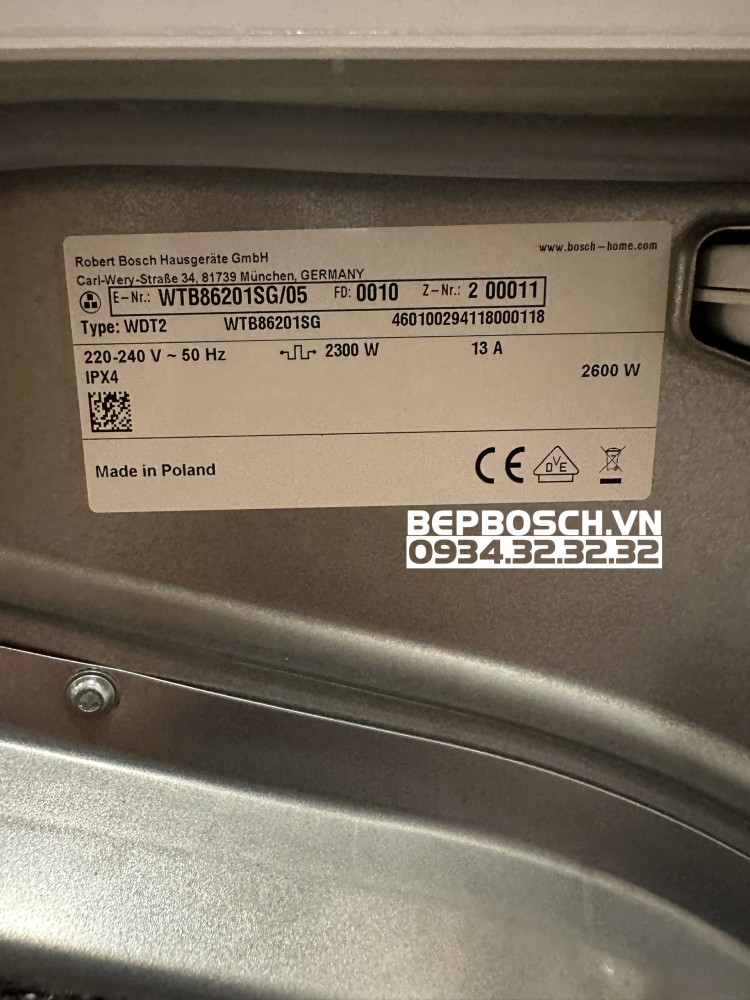 Robert Bosch Hausgeräte GmbH
www.bosch-home.com
Carl-Wery-Straße 34, 81739 München, GERMANY
E-Nr.: WTB86201SG/05 FD: 0010 Z-Nr.: 2 00011
Type: WDT2 WTB86201SG 460100294118000118
220-240 V ~ 50 Hz 2300 W 13 A
IPX4
2600 W
Made in Poland
CE DVE
BEPBOSCH.VN
0934.32.32.32